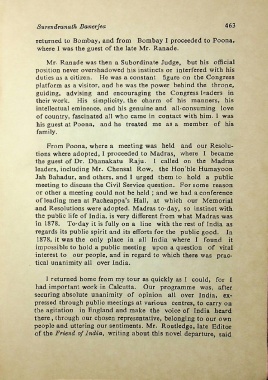 Surendranath Banerjea 463
returned to Bombay, and from Bombay I proceeded to Poona,
where I was the guest of the late Mr. Ranade.
Mr. Ranade was then a Subordinate Judge, but his official
position never overshadowed his instincts or interfered with his
duties as a citizen. He was a constant figure on the Congress
platform as a visitor, and he was the power behind the throne,
guiding, advising and encouraging the Congress leaders in
their work. His simplicity, the charm of his manners, his
intellectual eminence, and his genuine and all-consuming love
of country, fascinated all who came in contact with him. I was
his guest at Poona, and he treated me as a member of his
family.
From Poona, where a meeting was held and our Resolu-
tions where adopted, I proceeded to Madras, where I became
the guest of Dr. Dhanakatu Raju. I called on the Madras
leaders, including Mr. Chensal Row, the Hon'ble Humayoon
Jah Bahadur, and others, and I urged them to hold a public
meeting to discuss the Civil Service question. For some reason
or other a meeting could not be held; and we had a conference
of leading men at Pacheapa's Hall, at which our Memorial
and Resolutions were adopted. Madras to-day, to instinct with
the public life of India, is very different from what Madras was
in 1878. To-day it is fully on a line with the rest of India as
regards its public spirit and its efforts for the public good. In
1878, it was the only place in all India where I found it
impossible to hold a public meeting upon a question of vital
interest to our people, and in regard to which there was prac-
tical unanimity all over India.
I returned home from my tour as quickly as I could, for I
had important work in Calcutta. Our programme was, after
securing absolute unanimity of opinion all over India, ex-
pressed through public meetings at various centres, to carry on
the agitation in England and make the voice of India heard
there, through our chosen representative, belonging to our own
people and uttering our sentiments. Mr. Routledge, late Editor
of the Friend of India, writing about this novel departure, said